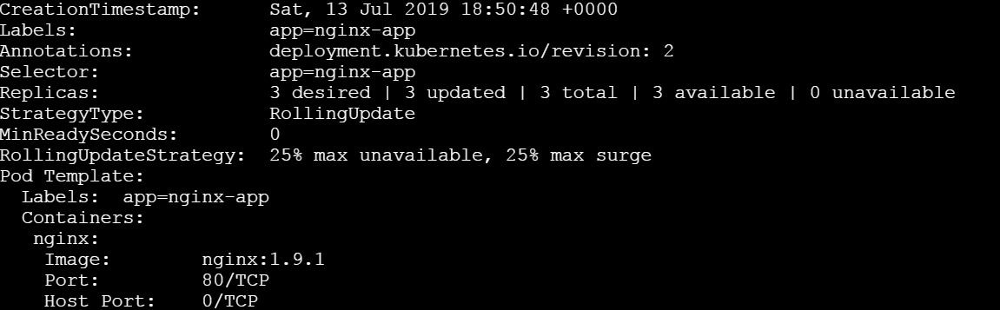 CreationTimestamp:      Sat, 13 Jul 2019 18:50:48 +0000
Labels:                 app=nginx-app
Annotations:            deployment.kubernetes.io/revision: 2
Selector:               app=nginx-app
Replicas:               3 desired | 3 updated | 3 total | 3 available | 0 unavailable
StrategyType:           RollingUpdate
MinReadySeconds:        0
RollingUpdateStrategy:  25% max unavailable, 25% max surge
Pod Template:
  Labels:  app=nginx-app
  Containers:
   nginx:
    Image:        nginx:1.9.1
    Port:         80/TCP
    Host Port:    0/TCP